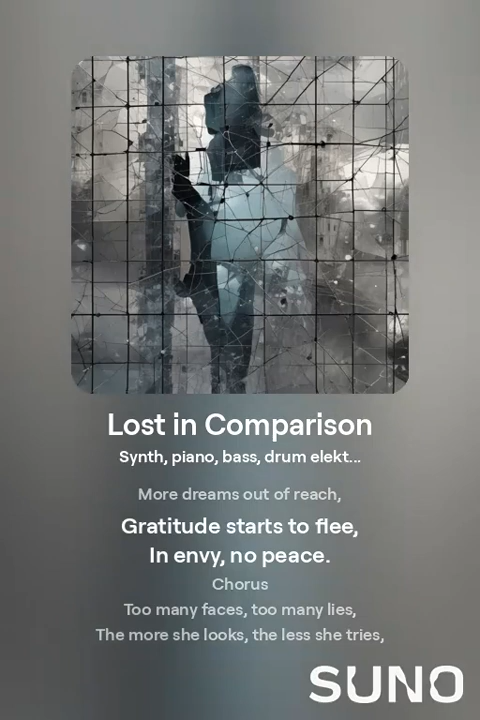 Lost in Comparison
Synth, piano, bass, drum elekt...
More dreams out of reach,
Gratitude starts to flee,
In envy, no peace.
Chorus
Too many faces, too many lies,
The more she looks, the less she tries,
SUNO